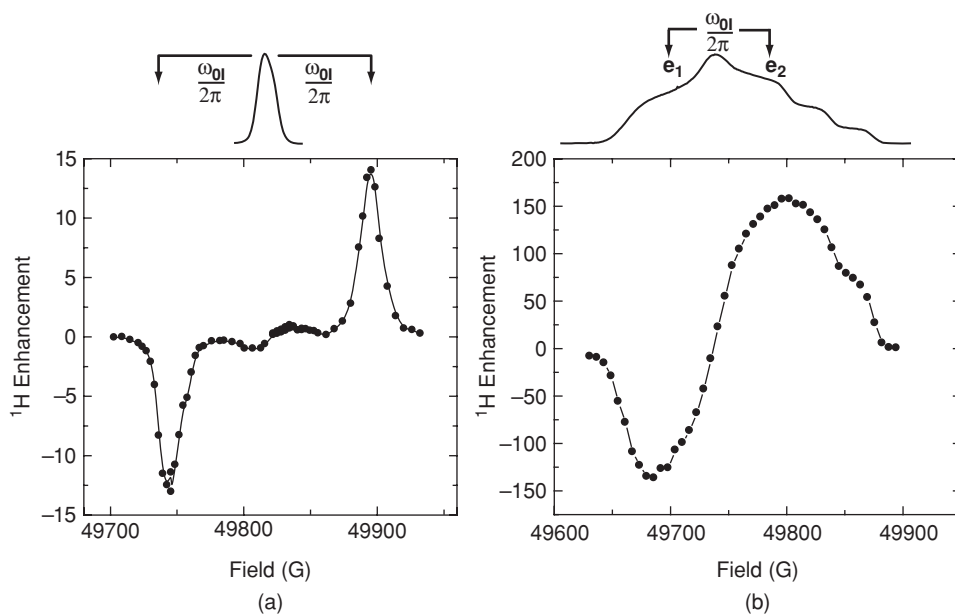 ω0I
2π
ω0I
2π
ω0I
2π
e1
e2
15
10
5
0
−5
−10
−15
49700
49800
49900
¹H Enhancement
Field (G)
(a)
200
150
100
50
0
−50
−100
−150
49600
49700
49800
49900
¹H Enhancement
Field (G)
(b)